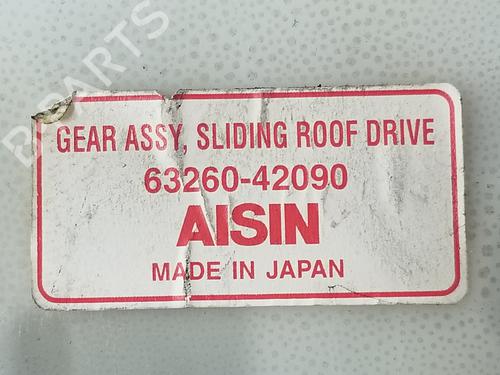 B-PARTS
GEAR ASSY, SLIDING ROOF DRIVE
63260-42090
AISIN
MADE IN JAPAN